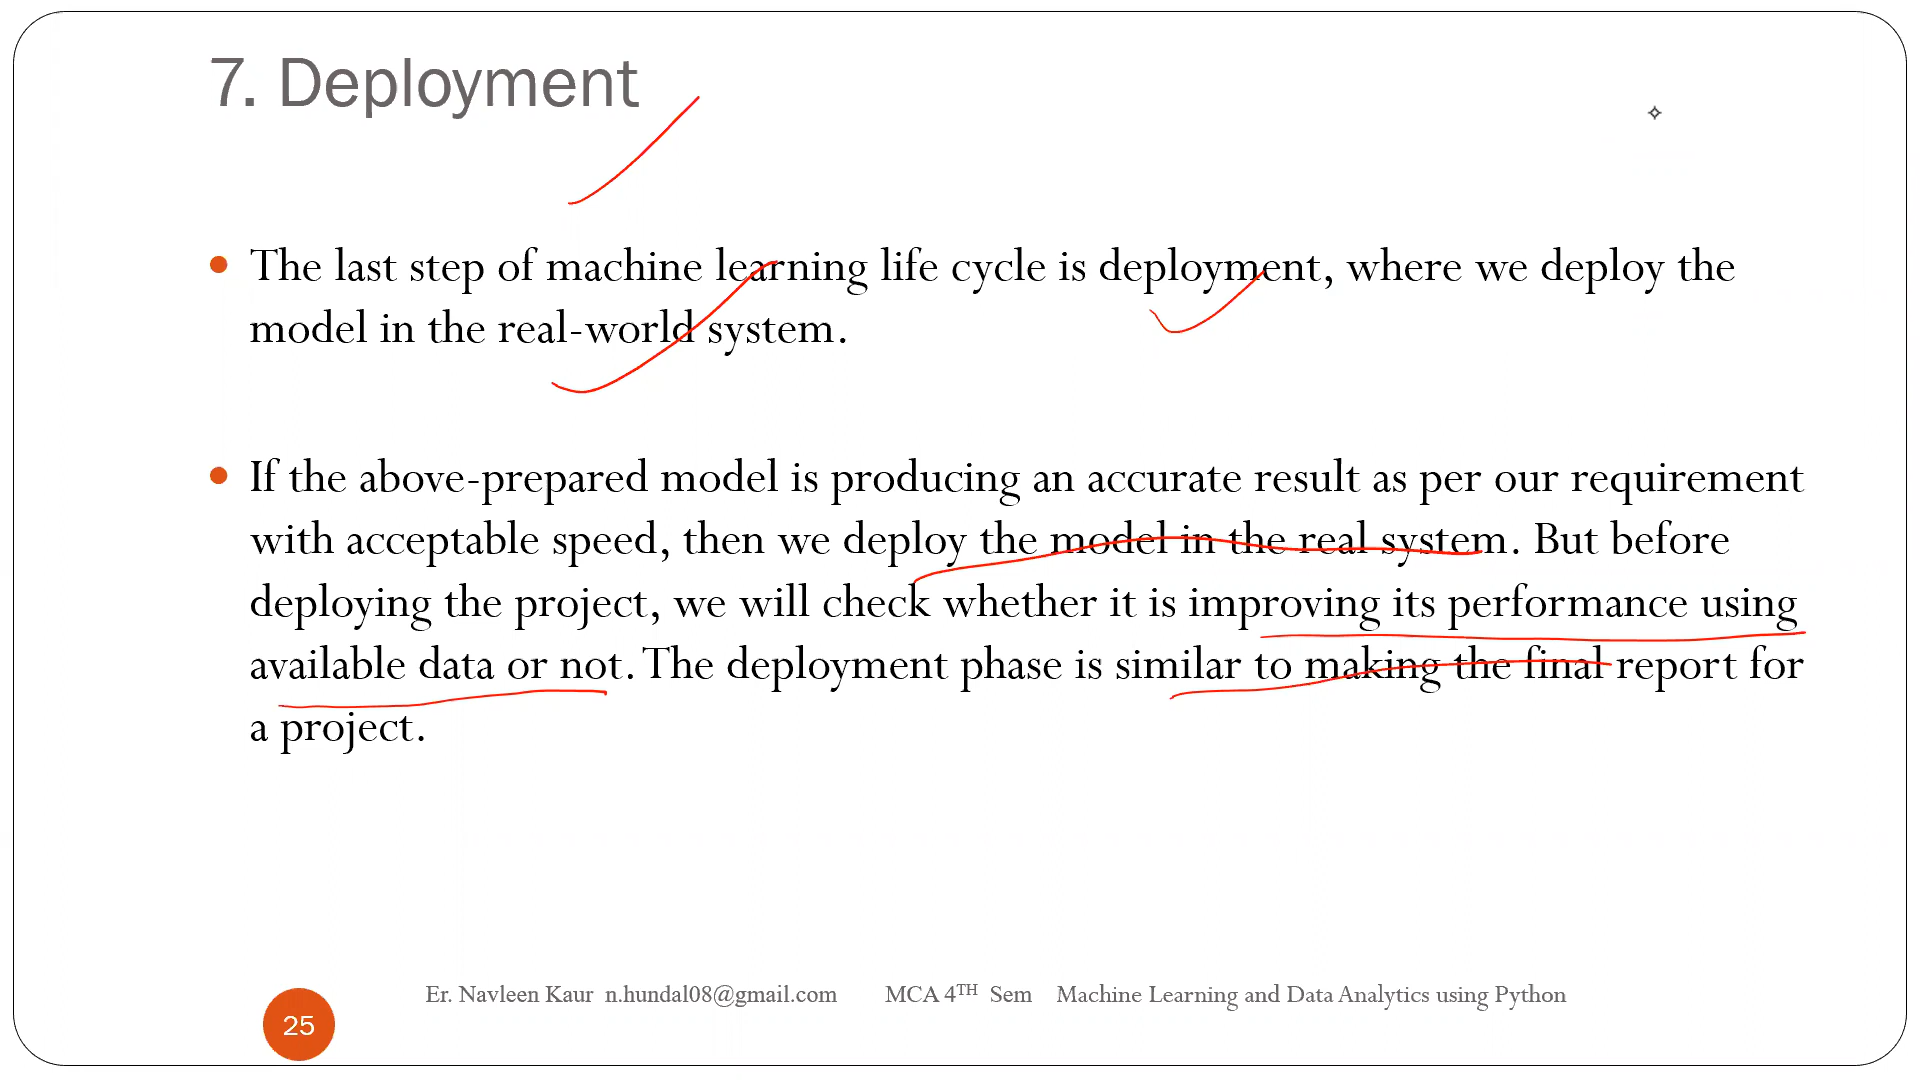 7. Deployment
• The last step of machine learning life cycle is deployment, where we deploy the
model in the real-world system.
• If the above-prepared model is producing an accurate result as per our requirement
with acceptable speed, then we deploy the model in the real system. But before
deploying the project, we will check whether it is improving its performance using
available data or not. The deployment phase is similar to making the final report for
a project.
Er. Navleen Kaur n.hundal08@gmail.com MCA 4TH Sem Machine Learning and Data Analytics using Python
25